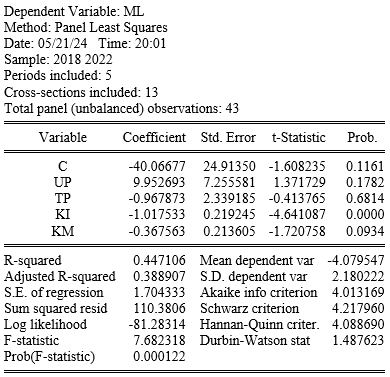 Dependent Variable: ML
Method: Panel Least Squares
Date: 05/21/24 Time: 20:01
Sample: 2018 2022
Periods included: 5
Cross-sections included: 13
Total panel (unbalanced) observations: 43
Variable Coefficient Std. Error t-Statistic Prob.
C -40.06677 24.91350 -1.608235 0.1161
UP 9.952693 7.255581 1.371729 0.1782
TP -0.967873 2.339185 -0.413765 0.6814
KI -1.017533 0.219245 -4.641087 0.0000
KM -0.367563 0.213605 -1.720758 0.0934
R-squared 0.447106 Mean dependent var -4.079547
Adjusted R-squared 0.388907 S.D. dependent var 2.180222
S.E. of regression 1.704333 Akaike info criterion 4.013169
Sum squared resid 110.3806 Schwarz criterion 4.217960
Log likelihood -81.28314 Hannan-Quinn criter. 4.088690
F-statistic 7.682318 Durbin-Watson stat 1.487623
Prob(F-statistic) 0.000122